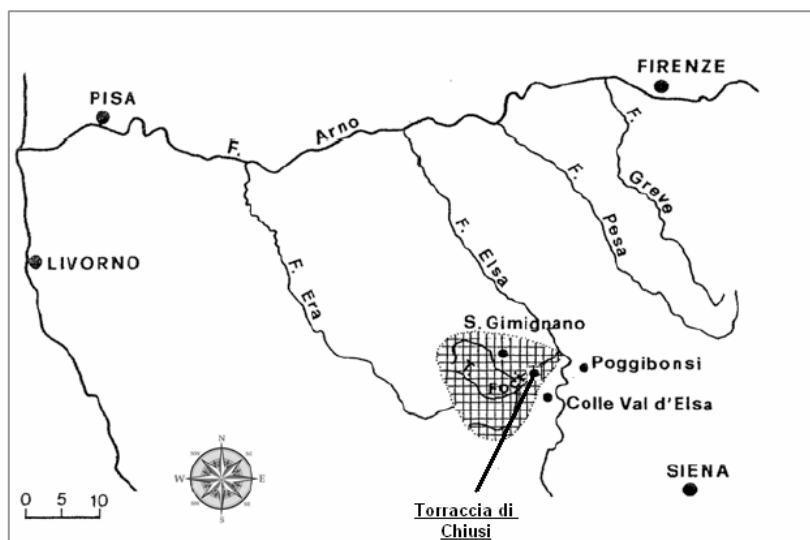 FIRENZE
PISA
F. Arno
F. Greve
F. Pesa
F. Elsa
LIVORNO
F. Era
S. Gimignano
Poggibonsi
T. Foci
Colle Val d'Elsa
N
W E
S
SIENA
0 5 10
Torraccia di
Chiusi